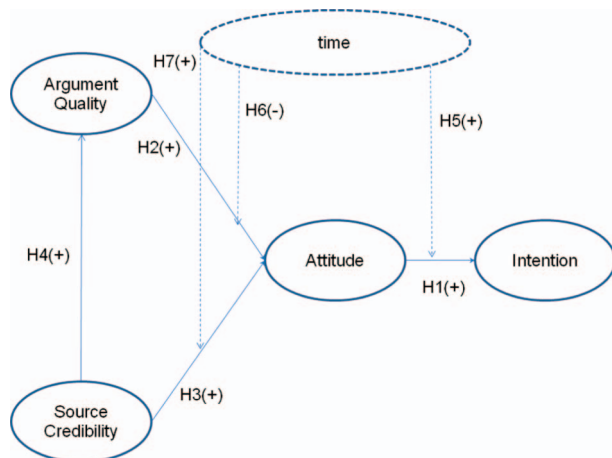 time
H7(+)
Argument
Quality
H6(-)
H5(+)
H2(+)
H4(+)
Attitude
Intention
H1(+)
H3(+)
Source
Credibility